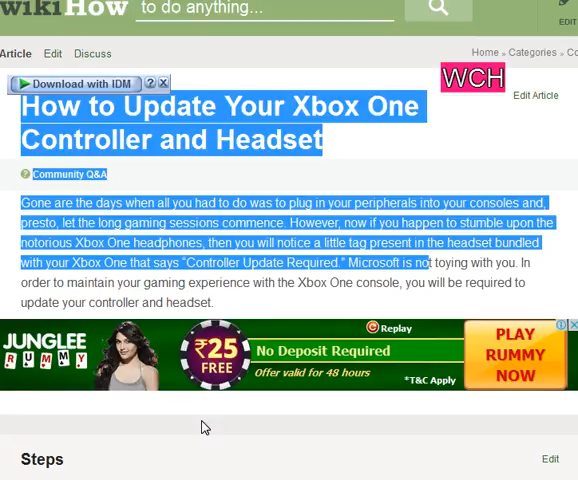 wikiHow to do anything...
EDIT
Article Edit Discuss
Home » Categories » Co
WCH
Download with IDM ? X
Edit Article
How to Update Your Xbox One
Controller and Headset
? Community Q&A
Gone are the days when all you had to do was to plug in your peripherals into your consoles and,
presto, let the long gaming sessions commence. However, now if you happen to stumble upon the
notorious Xbox One headphones, then you will notice a little tag present in the headset bundled
with your Xbox One that says “Controller Update Required.” Microsoft is not toying with you. In
order to maintain your gaming experience with the Xbox One console, you will be required to
update your controller and headset.
JUNGLEE
RUMMY
₹25
FREE
Replay
No Deposit Required
Offer valid for 48 hours
*T&C Apply
PLAY
RUMMY
NOW
Steps
Edit